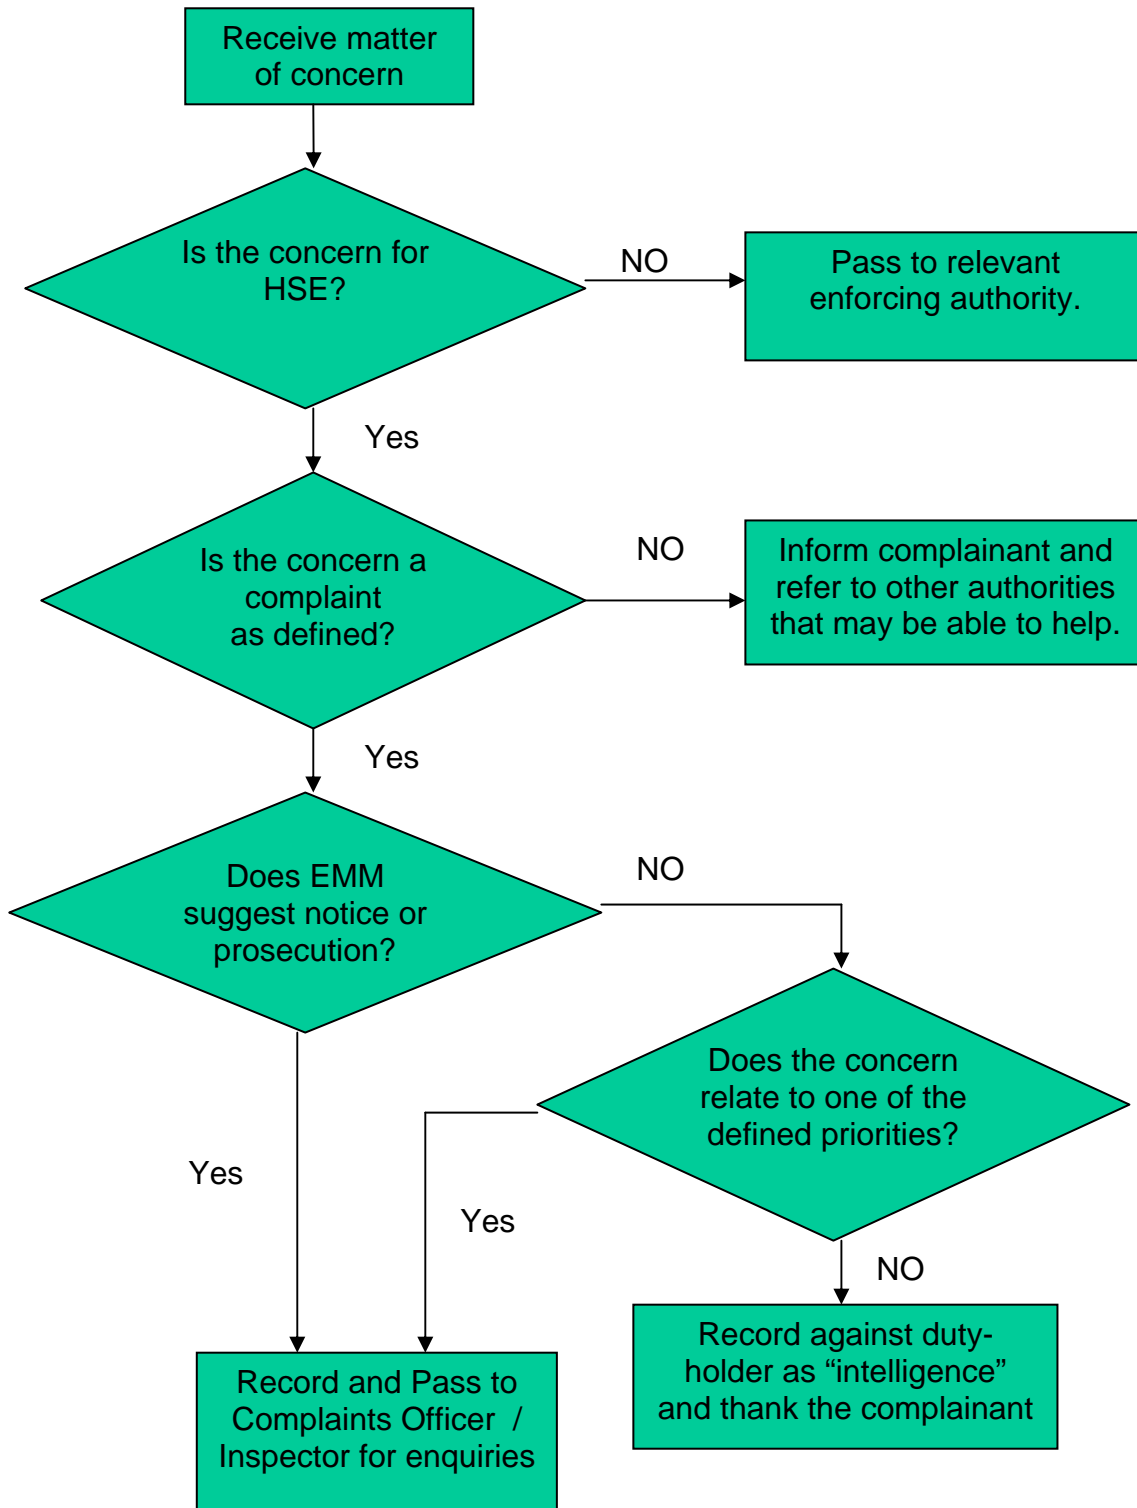 Receive matter
of concern
Is the concern for
HSE?
NO
Pass to relevant
enforcing authority.
Yes
Is the concern a
complaint
as defined?
NO
Inform complainant and
refer to other authorities
that may be able to help.
Yes
Does EMM
suggest notice or
prosecution?
NO
Does the concern
relate to one of the
defined priorities?
Yes
Yes
NO
Record against duty-
holder as “intelligence”
and thank the complainant
Record and Pass to
Complaints Officer /
Inspector for enquiries